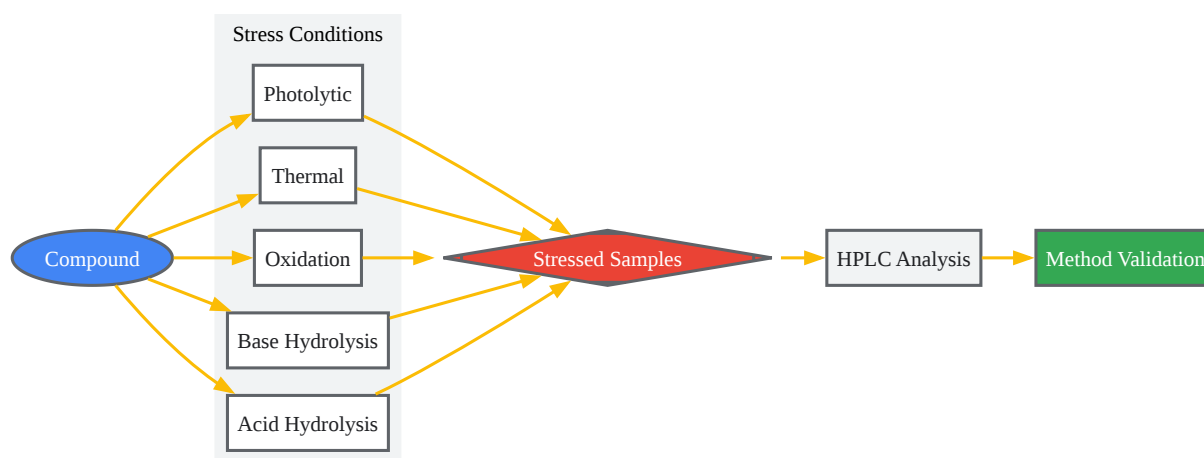 Stress Conditions
Photolytic
Thermal
Compound
Oxidation
Stressed Samples
HPLC Analysis
Method Validation
Base Hydrolysis
Acid Hydrolysis